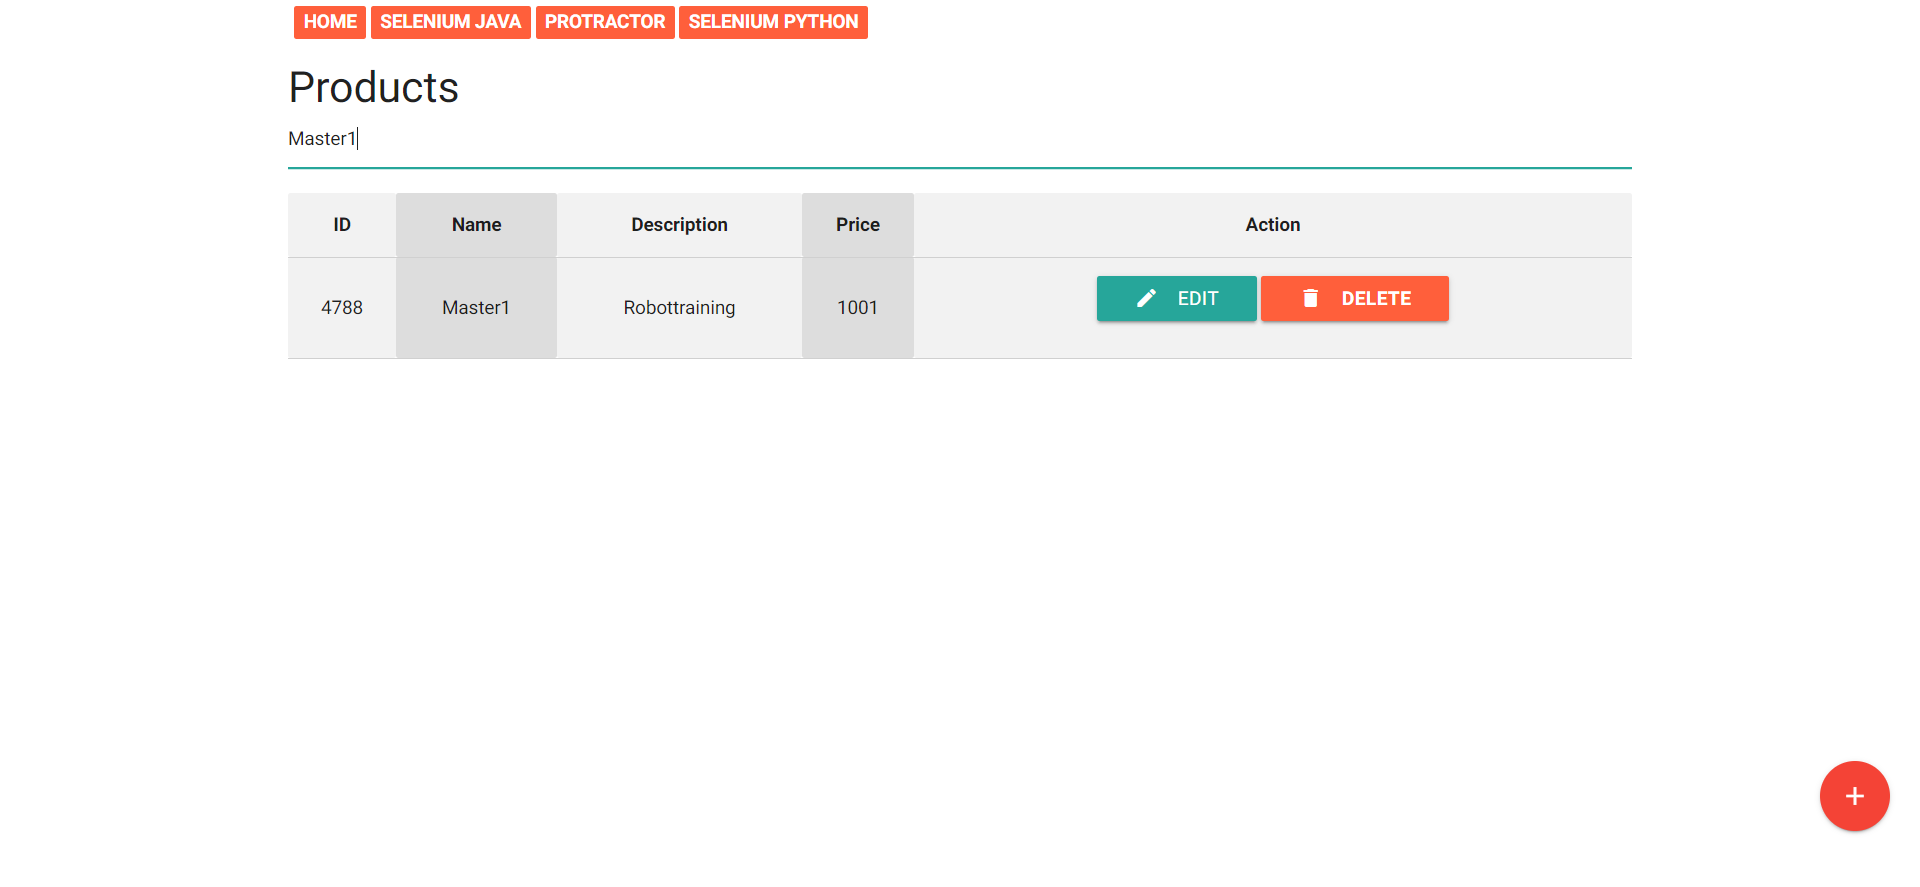 HOME SELENIUM JAVA PROTRACTOR SELENIUM PYTHON
Products
Master1
ID Name Description Price Action
4788 Master1 Robottraining 1001 EDIT DELETE
+